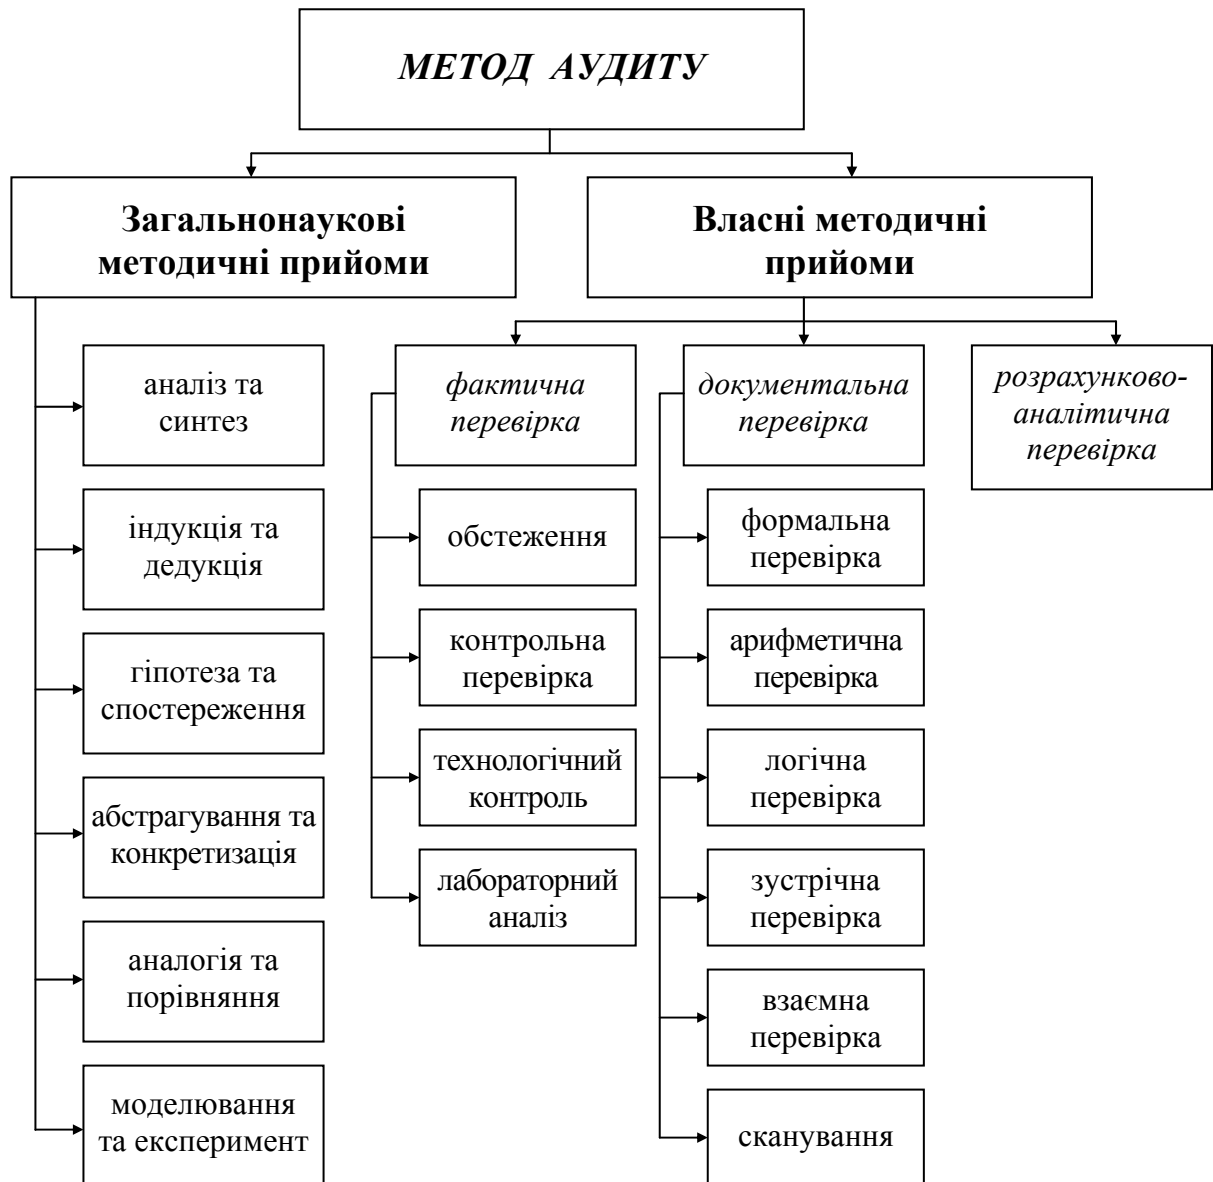 МЕТОД АУДИТУ
Загальнонаукові
методичні прийоми
Власні методичні
прийоми
аналіз та
синтез
індукція та
дедукція
гіпотеза та
спостереження
абстрагування та
конкретизація
аналогія та
порівняння
моделювання
та експеримент
фактична
перевірка
обстеження
контрольна
перевірка
технологічний
контроль
лабораторний
аналіз
документальна
перевірка
формальна
перевірка
арифметична
перевірка
логічна
перевірка
зустрічна
перевірка
взаємна
перевірка
сканування
розрахунково-
аналітична
перевірка